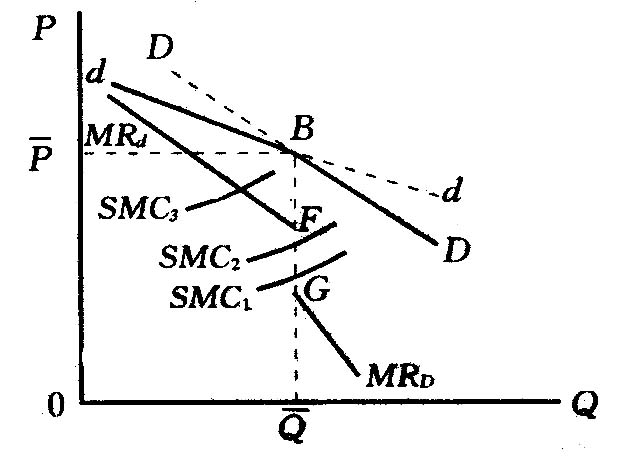 P
D
d
B
MR_d
P̄
d
SMC₃
F
D
SMC₂
SMC₁
G
MR_D
0
Q̄
Q